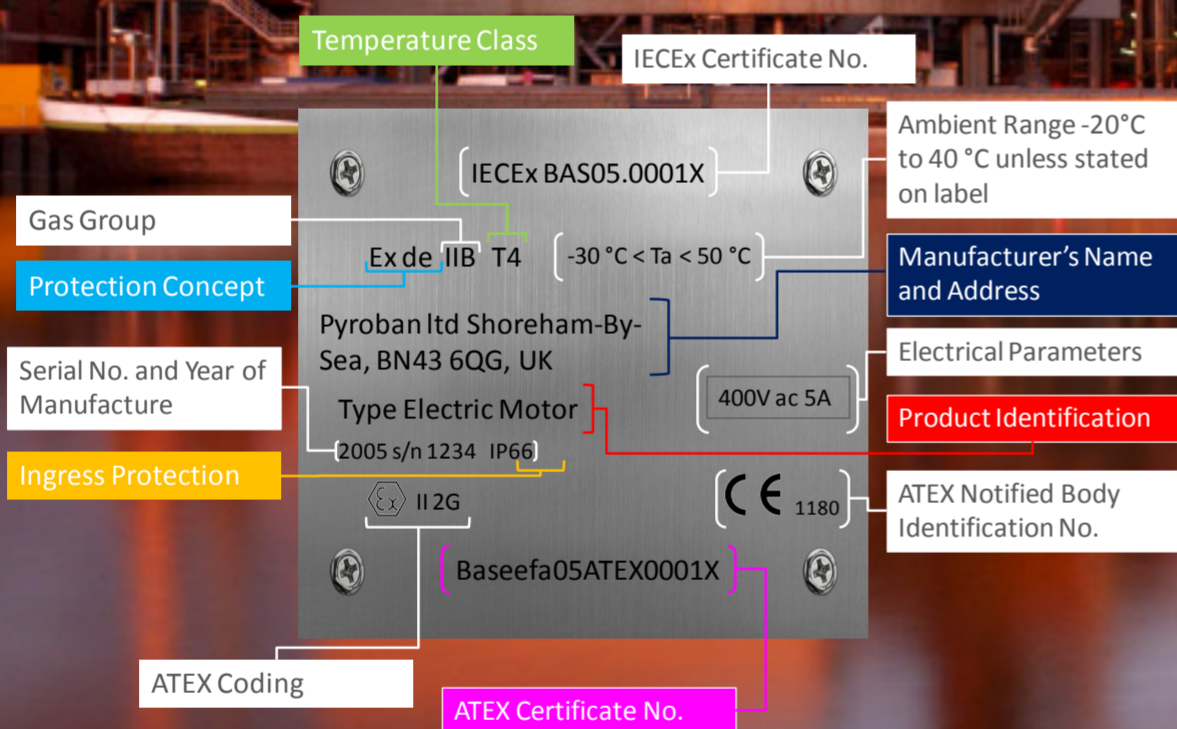 Temperature Class
IECEx Certificate No.
Ambient Range -20°C
to 40 °C unless stated
on label
IECEx BAS05.0001X
Gas Group
Ex de IIB T4
-30 °C < Ta < 50 °C
Protection Concept
Manufacturer's Name
and Address
Pyroban ltd Shoreham-By-
Sea, BN43 6QG, UK
Electrical Parameters
Serial No. and Year of
Manufacture
400V ac 5A
Type Electric Motor
Product Identification
2005 s/n 1234 IP66
Ingress Protection
Ex II 2G
CE 1180
ATEX Notified Body
Identification No.
Baseefa05ATEX0001X
ATEX Coding
ATEX Certificate No.